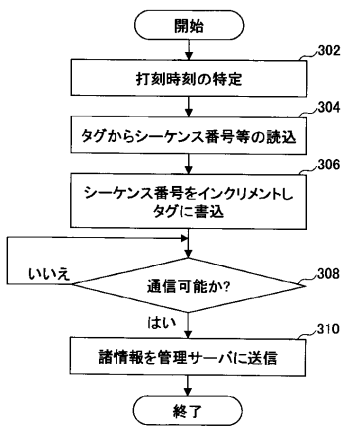 開始
302
打刻時刻の特定
304
タグからシーケンス番号等の読込
306
シーケンス番号をインクリメントし
タグに書込
308
通信可能か?
いいえ
はい
310
諸情報を管理サーバに送信
終了